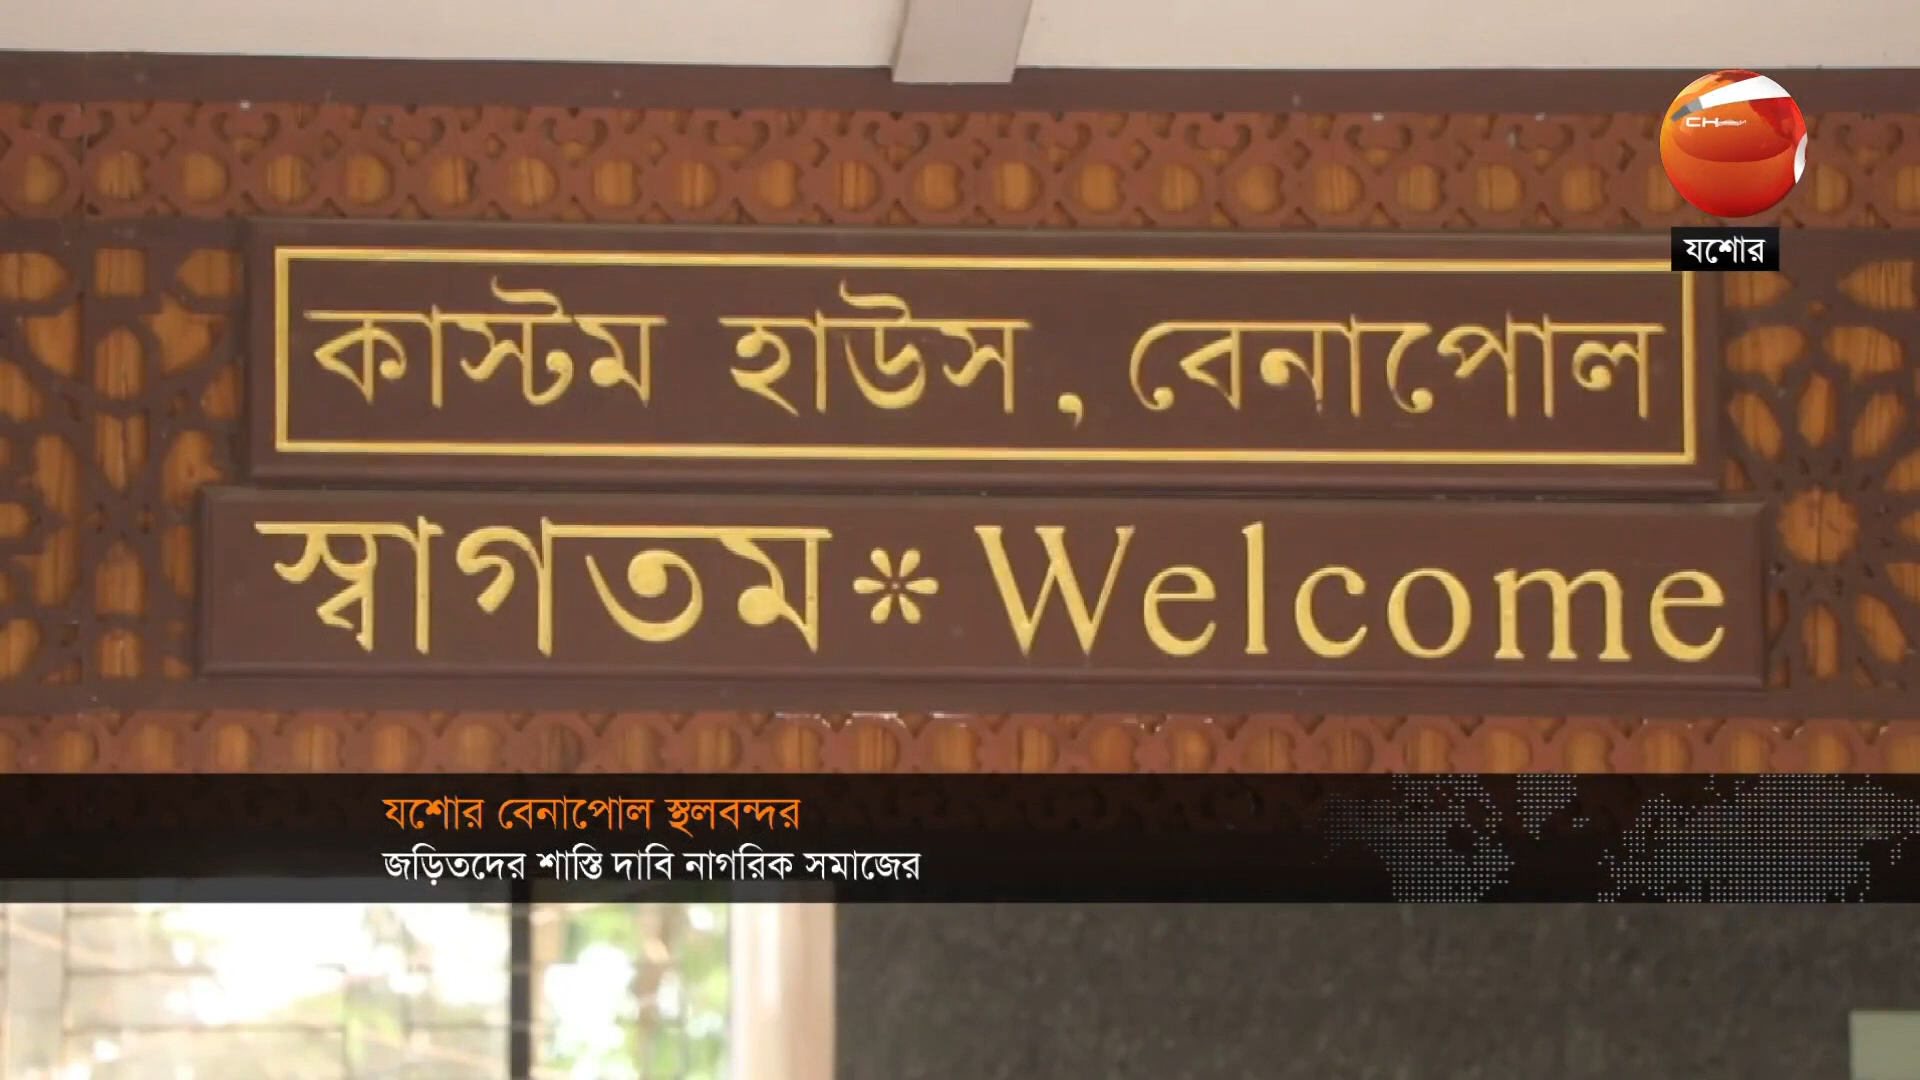 যশোর
কাস্টম হাউস, বেনাপোল
স্বাগতম * Welcome
যশোর বেনাপোল স্থলবন্দর
জড়িতদের শাস্তি দাবি নাগরিক সমাজের